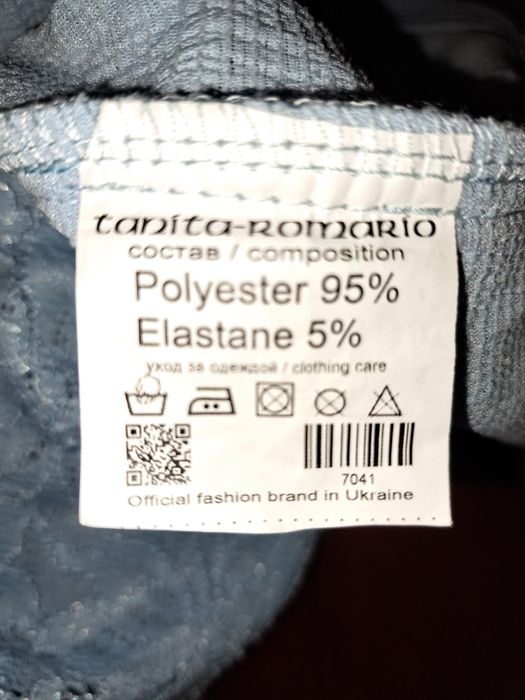 tanita-romario
состав / composition
Polyester 95%
Elastane 5%
уход за одеждой / clothing care
7041
Official fashion brand in Ukraine